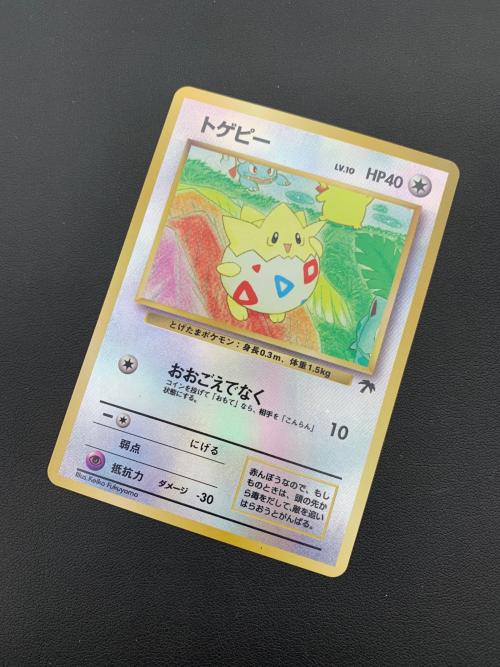 トゲピー
LV.10 HP40
とげたまポケモン：身長0.3m、体重1.5kg
おおごえでなく 10
コインを投げて「おもて」なら、相手を「こんらん」
状態にする。
ー
弱点 にげる
抵抗力 ダメージ -30
Illus.Keiko Fukuyama
赤んぼうなので、もし
ものときは、頭の先か
ら毒をだして、敵を追い
はらおうとがんばる。